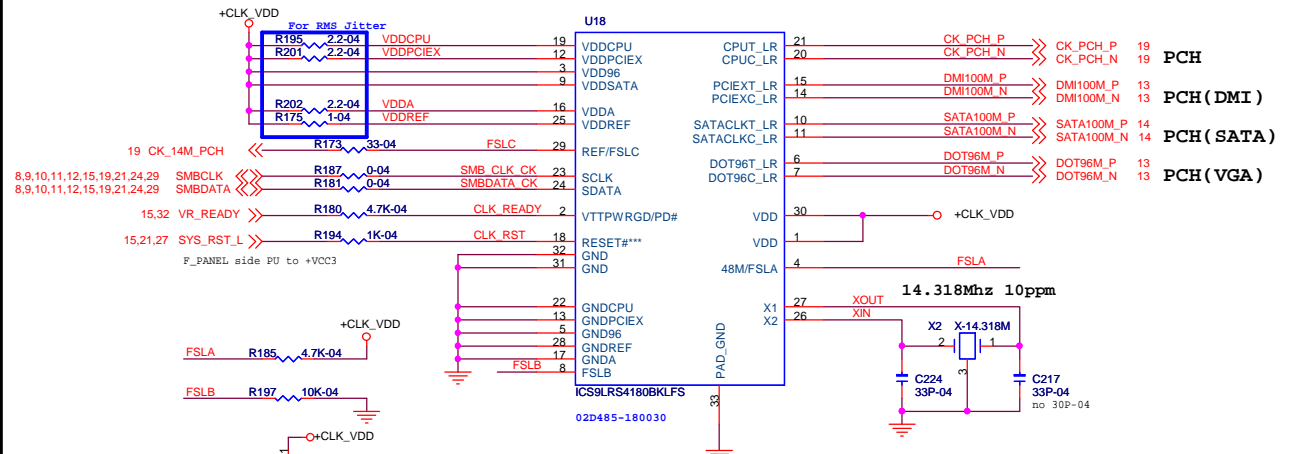 +CLK_VDD
For RMS Jitter
U18
R195 2.2-04 VDDCPU 19 VDDCPU CPUT_LR 21 CK_PCH_P CK_PCH_P 19
R201 2.2-04 VDDPCIEX 12 VDDPCIEX CPUC_LR 20 CK_PCH_N CK_PCH_N 19 PCH
3 VDD96
9 VDDSATA PCIEXT_LR 15 DMI100M_P DMI100M_P 13
PCIEXC_LR 14 DMI100M_N DMI100M_N 13 PCH(DMI)
R202 2.2-04 VDDA 16 VDDA
R175 1-04 VDDREF 25 VDDREF SATACLKT_LR 10 SATA100M_P SATA100M_P 14
SATACLKC_LR 11 SATA100M_N SATA100M_N 14 PCH(SATA)
19 CK_14M_PCH R173 33-04 FSLC 29 REF/FSLC
DOT96T_LR 6 DOT96M_P DOT96M_P 13
8,9,10,11,12,15,19,21,24,29 SMBCLK R187 0-04 SMB_CLK_CK 23 SCLK DOT96C_LR 7 DOT96M_N DOT96M_N 13 PCH(VGA)
8,9,10,11,12,15,19,21,24,29 SMBDATA R181 0-04 SMBDATA_CK 24 SDATA
15,32 VR_READY R180 4.7K-04 CLK_READY 2 VTTPWRGD/PD# VDD 30 +CLK_VDD
15,21,27 SYS_RST_L R194 1K-04 CLK_RST 18 RESET#*** VDD 1
F_PANEL side PU to +VCC3
32 GND
31 GND 48M/FSLA 4 FSLA
14.318Mhz 10ppm
22 GNDCPU X1 27 XOUT
13 GNDPCIEX X2 26 XIN
5 GND96
28 GNDREF
17 GNDA
8 FSLB FSLB
PAD_GND
33
X2 X-14.318M
2 1
3
+CLK_VDD
FSLA R185 4.7K-04
FSLB R197 10K-04
C224 C217
33P-04 33P-04
no 30P-04
ICS9LRS4180BKLFS
02D485-180030
+CLK_VDD
1